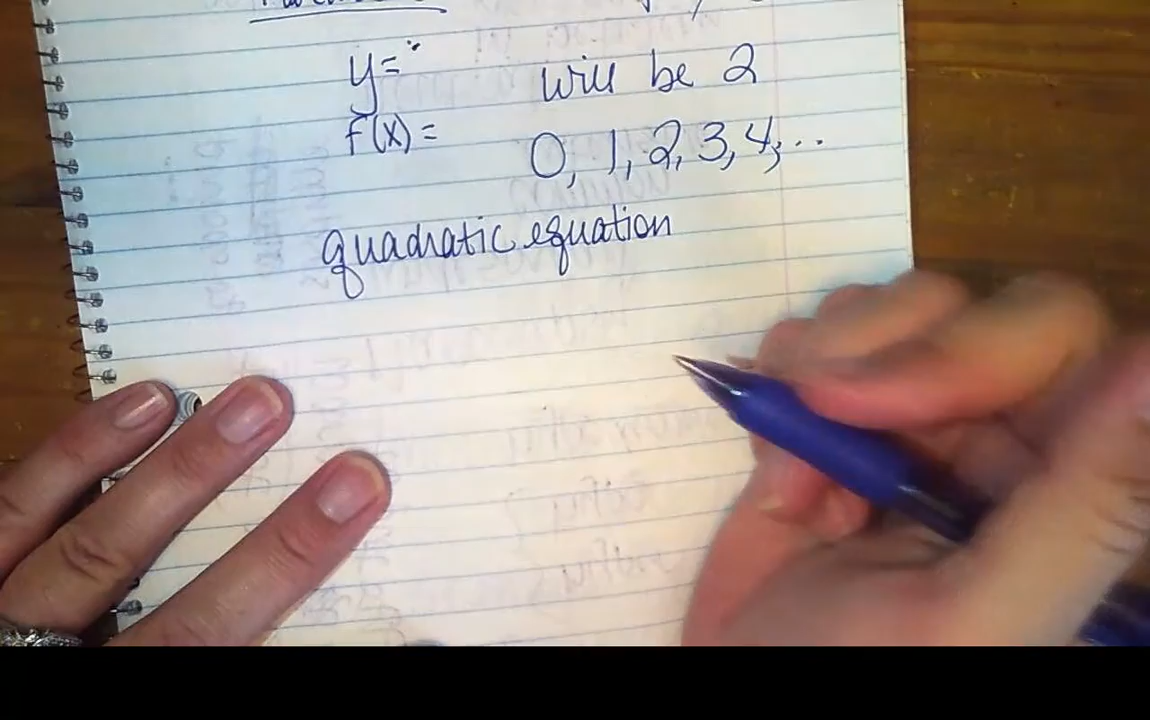 y= will be 2
f(x) = 0, 1, 2, 3, 4, ...
quadratic equation